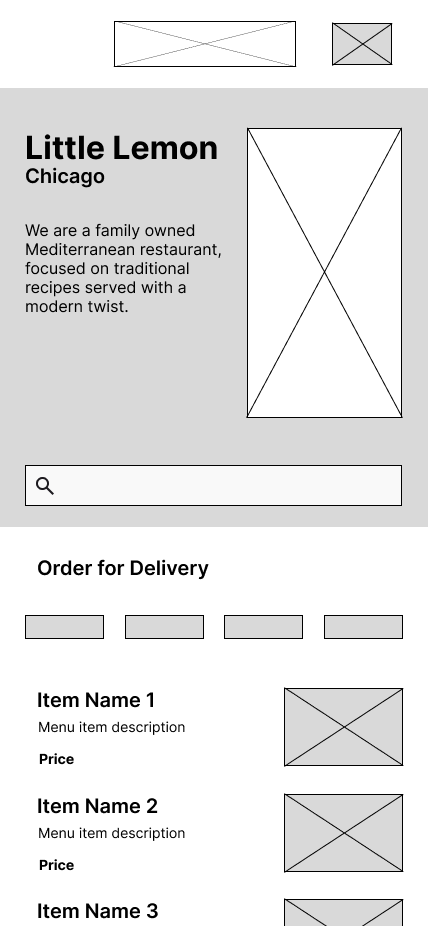 Little Lemon
Chicago
We are a family owned
Mediterranean restaurant,
focused on traditional
recipes served with a
modern twist.
Order for Delivery
Item Name 1
Menu item description
Price
Item Name 2
Menu item description
Price
Item Name 3